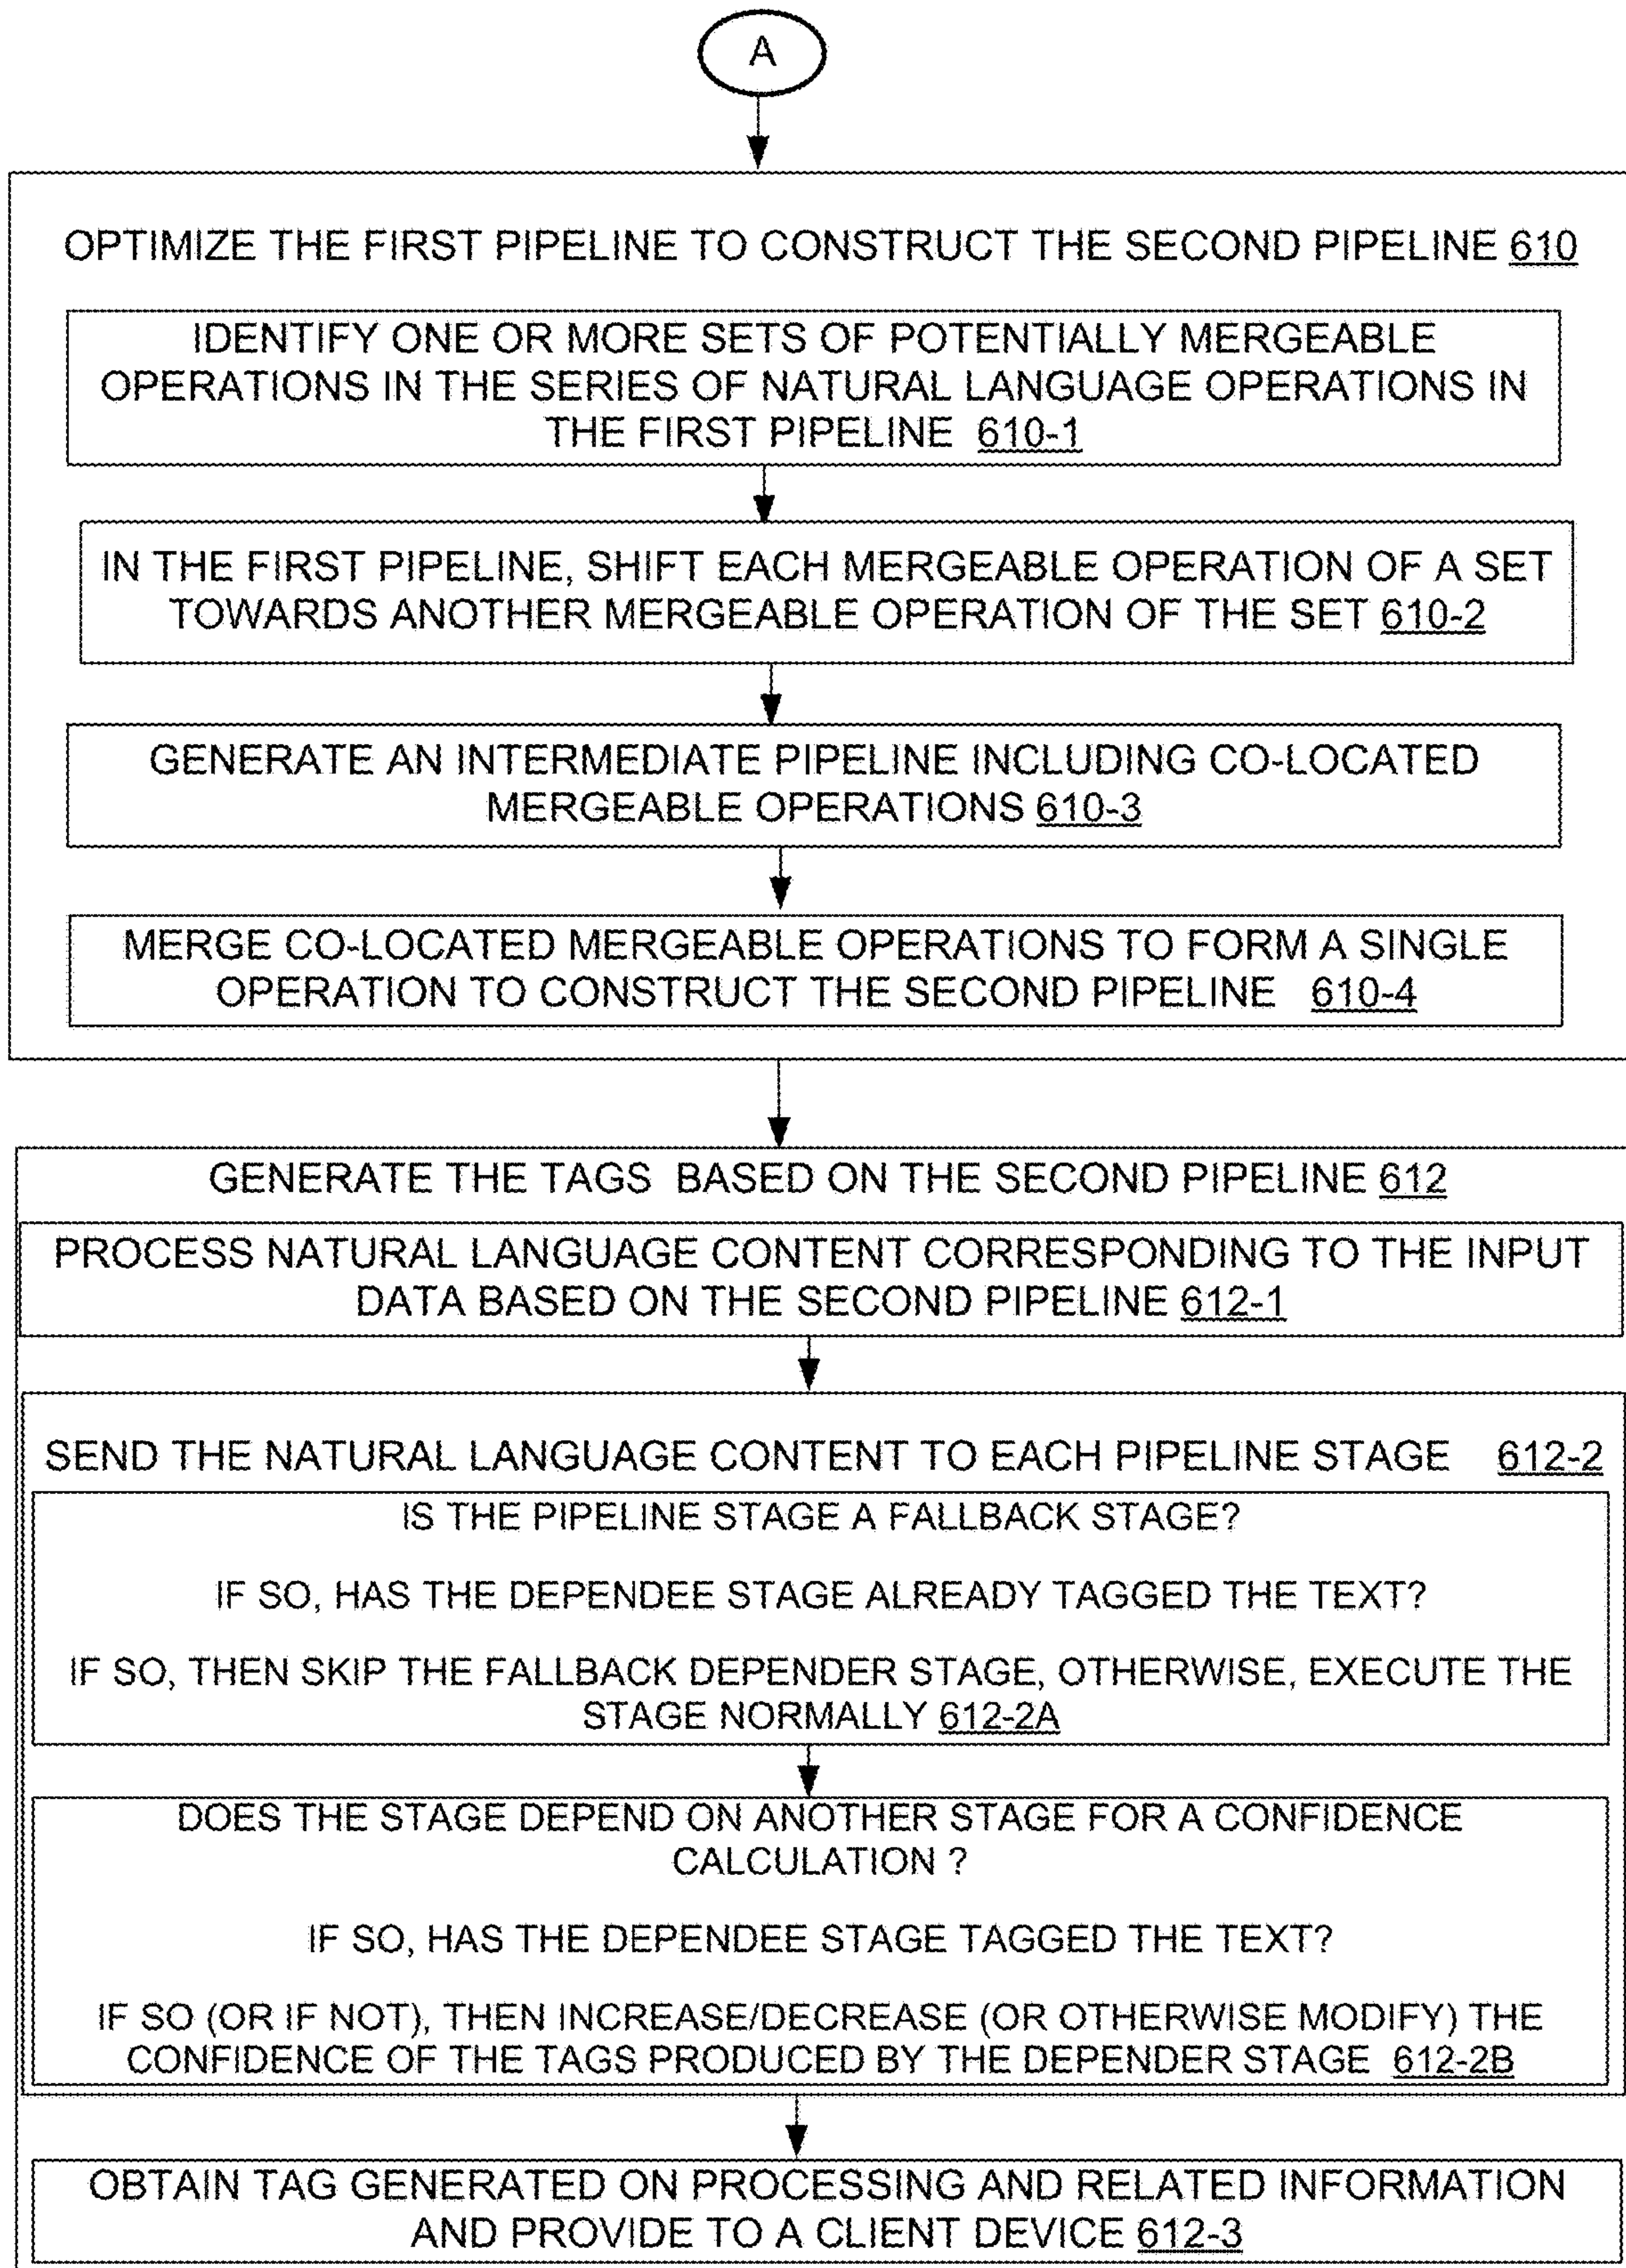 A
OPTIMIZE THE FIRST PIPELINE TO CONSTRUCT THE SECOND PIPELINE 610
IDENTIFY ONE OR MORE SETS OF POTENTIALLY MERGEABLE
OPERATIONS IN THE SERIES OF NATURAL LANGUAGE OPERATIONS IN
THE FIRST PIPELINE 610-1
IN THE FIRST PIPELINE, SHIFT EACH MERGEABLE OPERATION OF A SET
TOWARDS ANOTHER MERGEABLE OPERATION OF THE SET 610-2
GENERATE AN INTERMEDIATE PIPELINE INCLUDING CO-LOCATED
MERGEABLE OPERATIONS 610-3
MERGE CO-LOCATED MERGEABLE OPERATIONS TO FORM A SINGLE
OPERATION TO CONSTRUCT THE SECOND PIPELINE 610-4
GENERATE THE TAGS BASED ON THE SECOND PIPELINE 612
PROCESS NATURAL LANGUAGE CONTENT CORRESPONDING TO THE INPUT
DATA BASED ON THE SECOND PIPELINE 612-1
SEND THE NATURAL LANGUAGE CONTENT TO EACH PIPELINE STAGE 612-2
IS THE PIPELINE STAGE A FALLBACK STAGE?
IF SO, HAS THE DEPENDEE STAGE ALREADY TAGGED THE TEXT?
IF SO, THEN SKIP THE FALLBACK DEPENDER STAGE, OTHERWISE, EXECUTE THE
STAGE NORMALLY 612-2A
DOES THE STAGE DEPEND ON ANOTHER STAGE FOR A CONFIDENCE
CALCULATION ?
IF SO, HAS THE DEPENDEE STAGE TAGGED THE TEXT?
IF SO (OR IF NOT), THEN INCREASE/DECREASE (OR OTHERWISE MODIFY) THE
CONFIDENCE OF THE TAGS PRODUCED BY THE DEPENDER STAGE 612-2B
OBTAIN TAG GENERATED ON PROCESSING AND RELATED INFORMATION
AND PROVIDE TO A CLIENT DEVICE 612-3